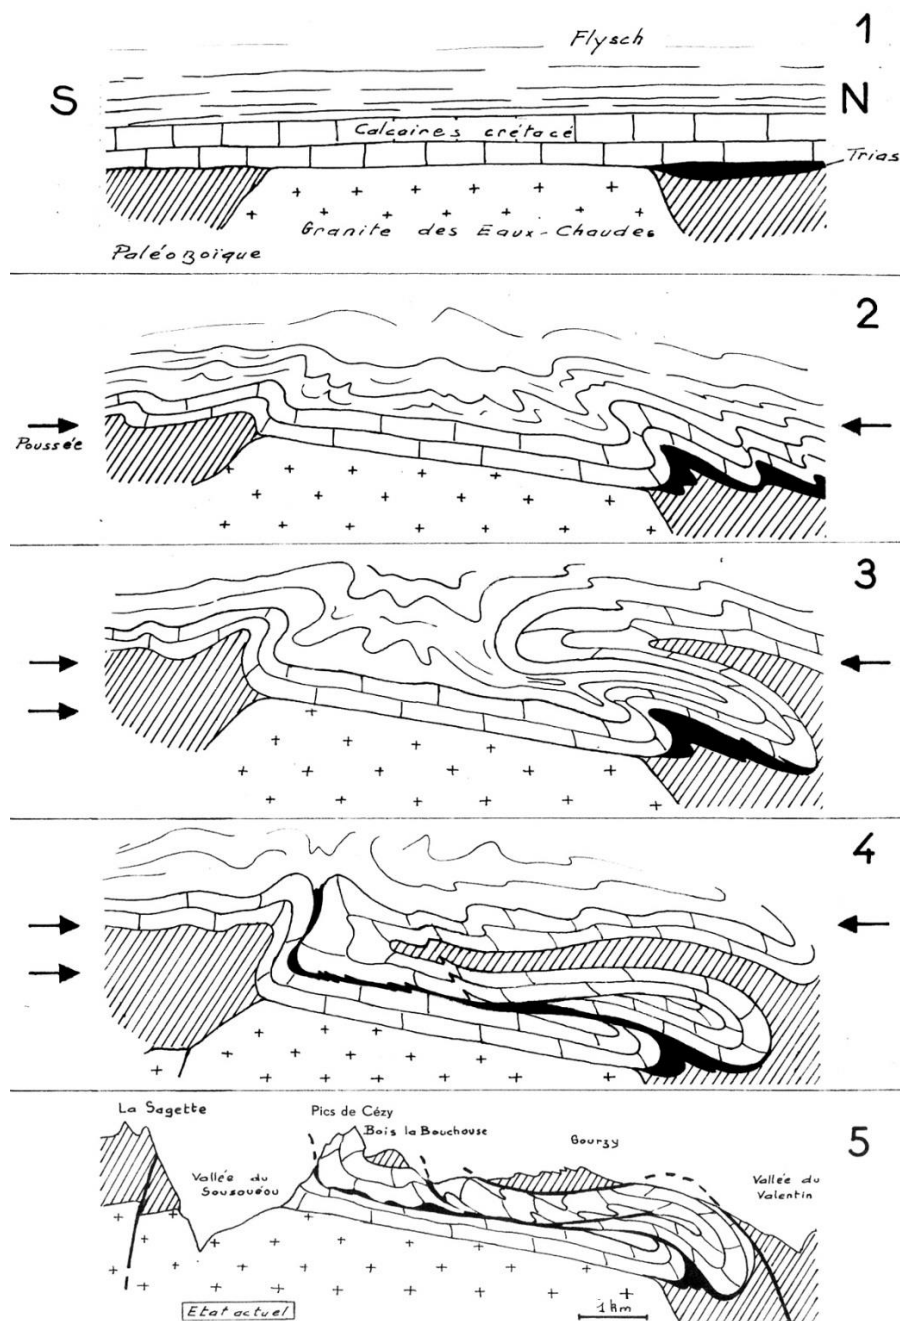 1
Flysch
S
N
Calcaires crétacé
Trias
Granite des Eaux-Chaudes
Paléozoïque
2
Poussée
3
4
5
La Sagette
Pics de Cézy
Bois la Bouchouse
Gourzy
Vallée du
Sousouéou
Vallée du
Valentin
Etat actuel
1 km